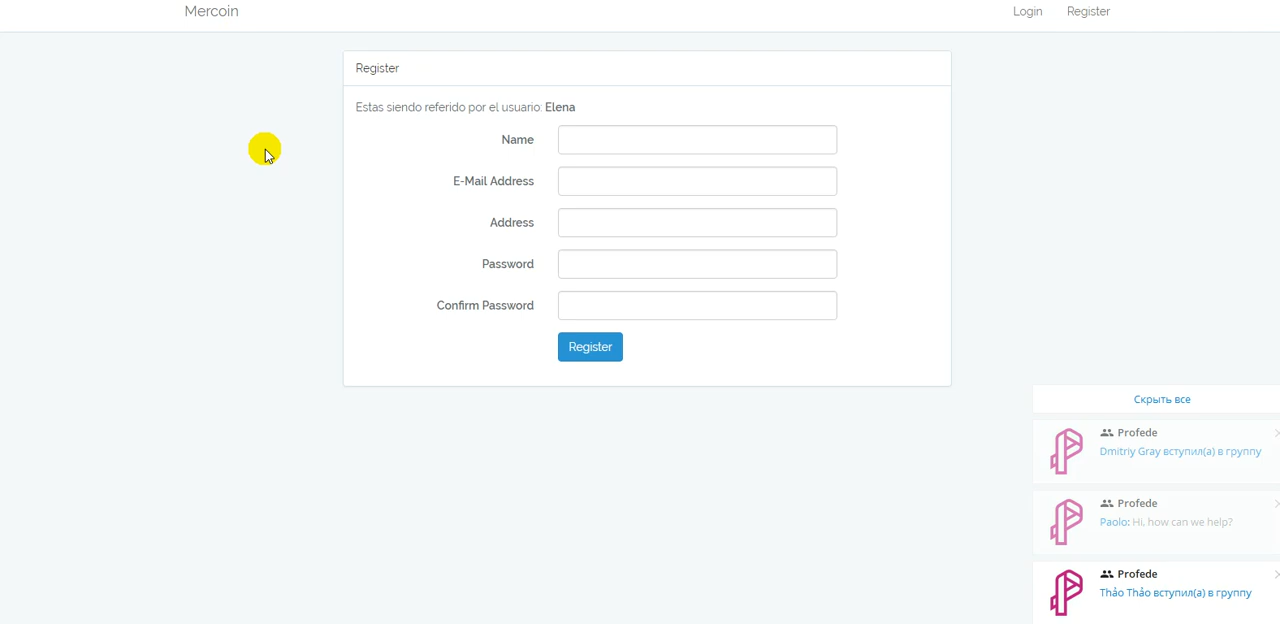 Mercoin
Login
Register
Register
Estas siendo referido por el usuario: Elena
Name
E-Mail Address
Address
Password
Confirm Password
Register
Скрыть все
Profede
Dmitriy Gray вступил(а) в группу
Profede
Paolo: Hi, how can we help?
Profede
Thảo Thảo вступил(а) в группу